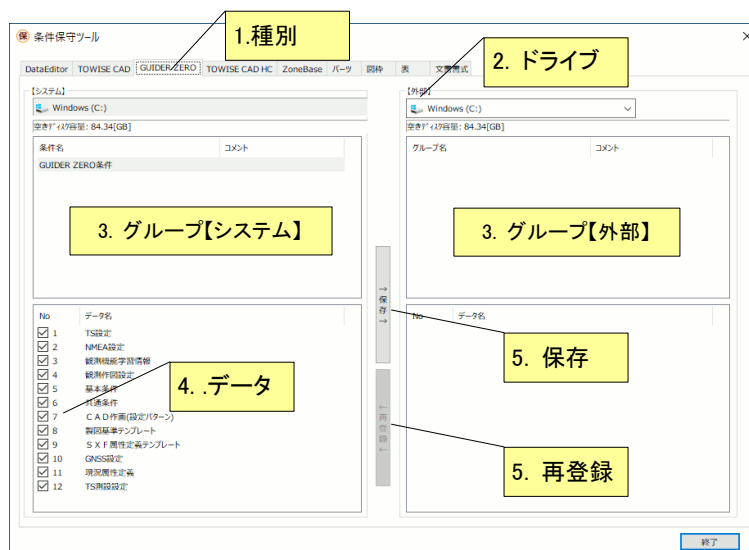 保 条件保守ツール
1.種別
2. ドライブ
DataEditor TOWISE CAD GUIDER ZERO TOWISE CAD HC ZoneBase パーツ 図枠 表 文書書式
【システム】
Windows (C:)
空きディスク容量: 84.34[GB]
条件名 コメント
GUIDER ZERO条件
3. グループ【システム】
No データ名
1 TS設定
2 NMEA設定
3 観測機能学習情報
4 観測作図設定
5 基本条件
6 共通条件
7 CAD作画(設定パターン)
8 製図基準テンプレート
9 SXF属性定義テンプレート
10 GNSS設定
11 現況属性定義
12 TS測設設定
4. .データ
→保存→
←再登録←
【外部】
Windows (C:)
空きディスク容量: 84.34[GB]
グループ名 コメント
3. グループ【外部】
No データ名
5. 保存
5. 再登録
終了